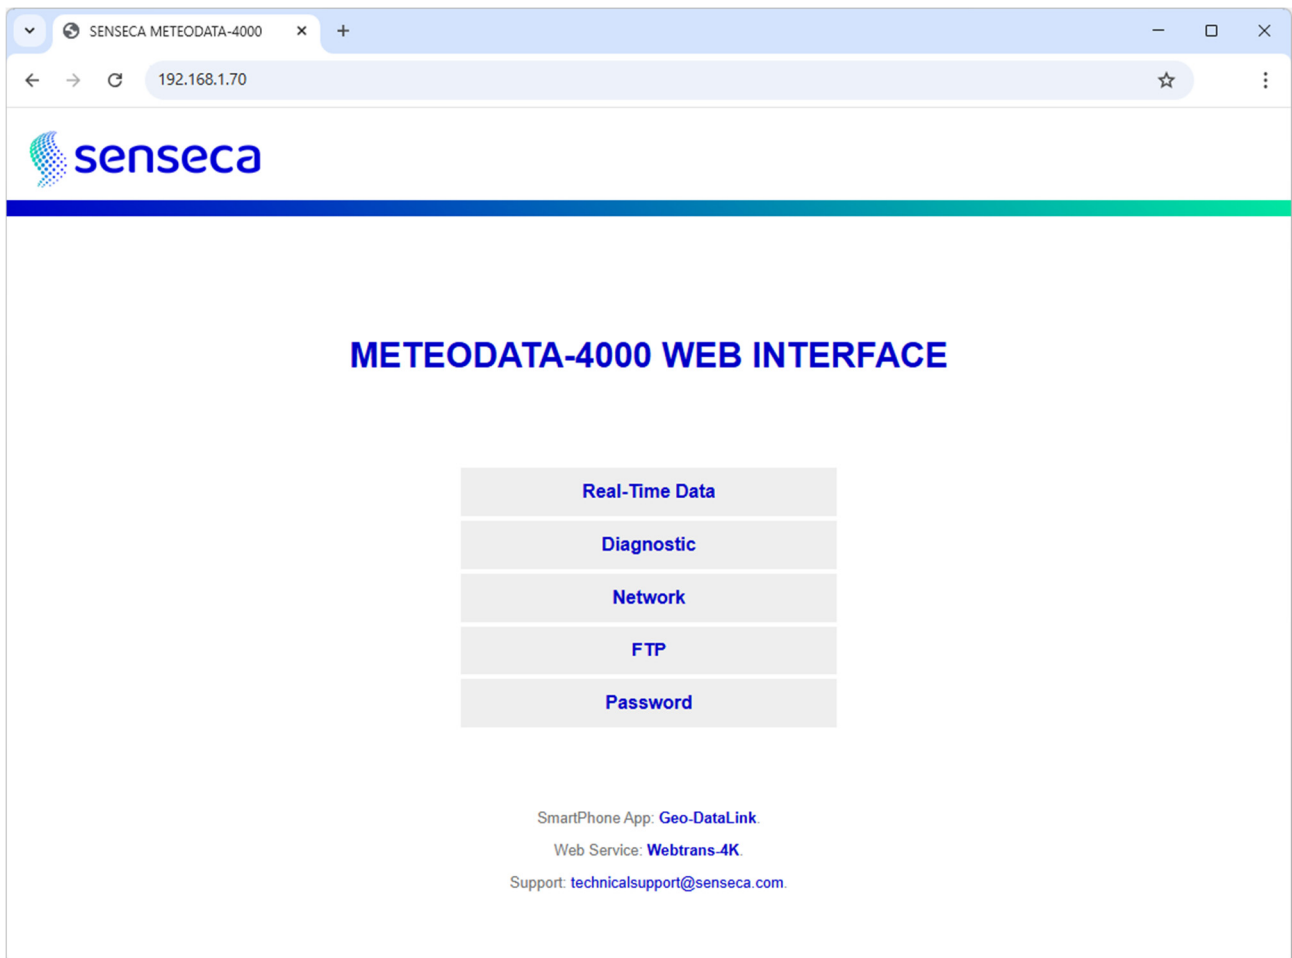 SENSECA METEODATA-4000
192.168.1.70
senseca
METEODATA-4000 WEB INTERFACE
Real-Time Data
Diagnostic
Network
FTP
Password
SmartPhone App: Geo-DataLink.
Web Service: Webtrans-4K.
Support: technicalsupport@senseca.com.